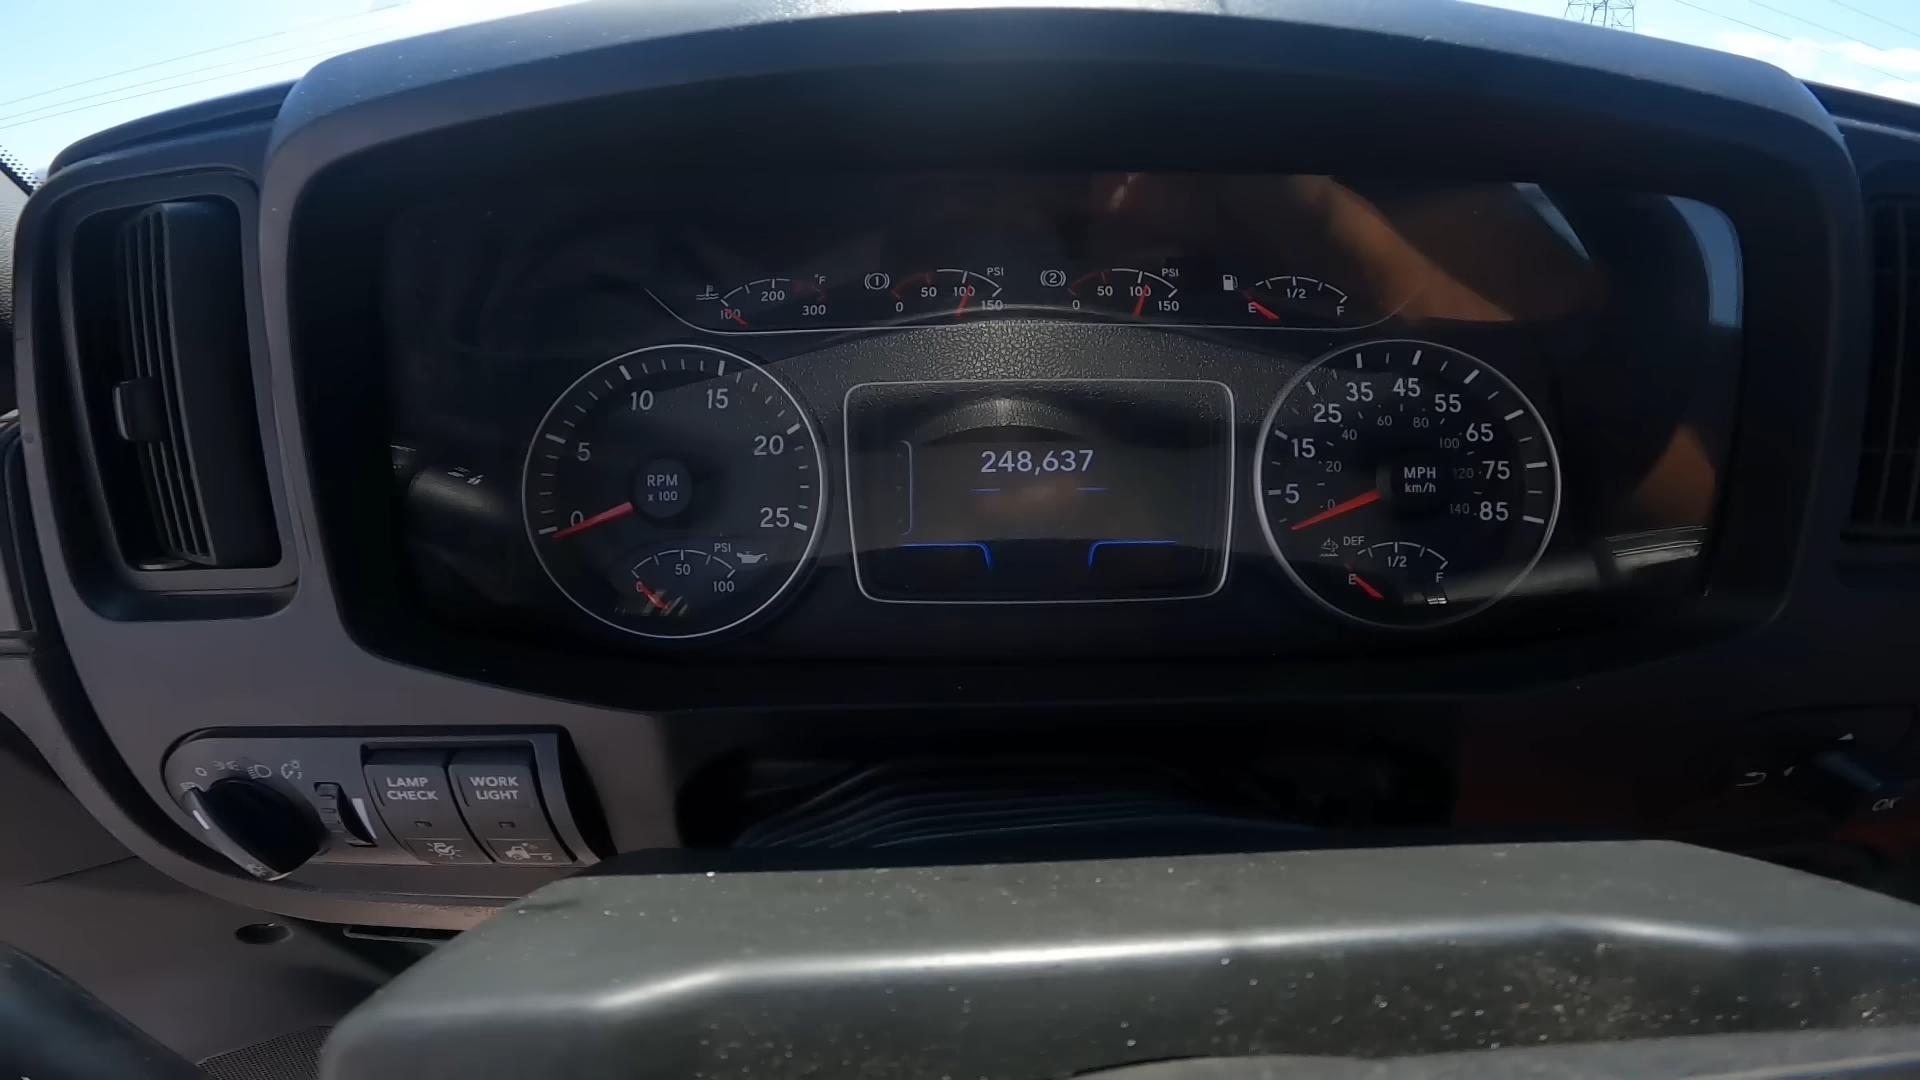 °F
100 200 300
(1) PSI
0 50 100 150
(2) PSI
0 50 100 150
E 1/2 F
0 5 10 15 20 25
RPM
x 100
PSI
0 50 100
248,637
5 15 25 35 45 55 65 75 85
0 20 40 60 80 100 120 140
MPH
km/h
DEF
E 1/2 F
LAMP
CHECK
WORK
LIGHT
OK